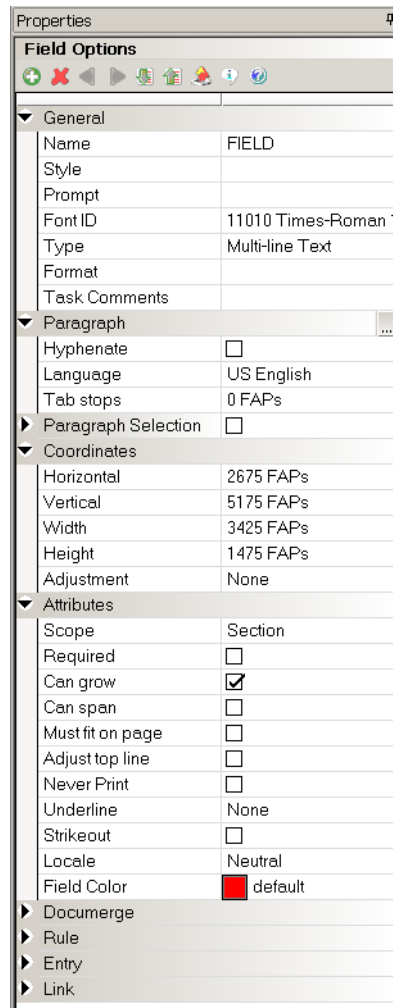 Properties
Field Options
General
Name FIELD
Style
Prompt
Font ID 11010 Times-Roman
Type Multi-line Text
Format
Task Comments
Paragraph ...
Hyphenate
Language US English
Tab stops 0 FAPs
Paragraph Selection
Coordinates
Horizontal 2675 FAPs
Vertical 5175 FAPs
Width 3425 FAPs
Height 1475 FAPs
Adjustment None
Attributes
Scope Section
Required
Can grow
Can span
Must fit on page
Adjust top line
Never Print
Underline None
Strikeout
Locale Neutral
Field Color default
Documerge
Rule
Entry
Link